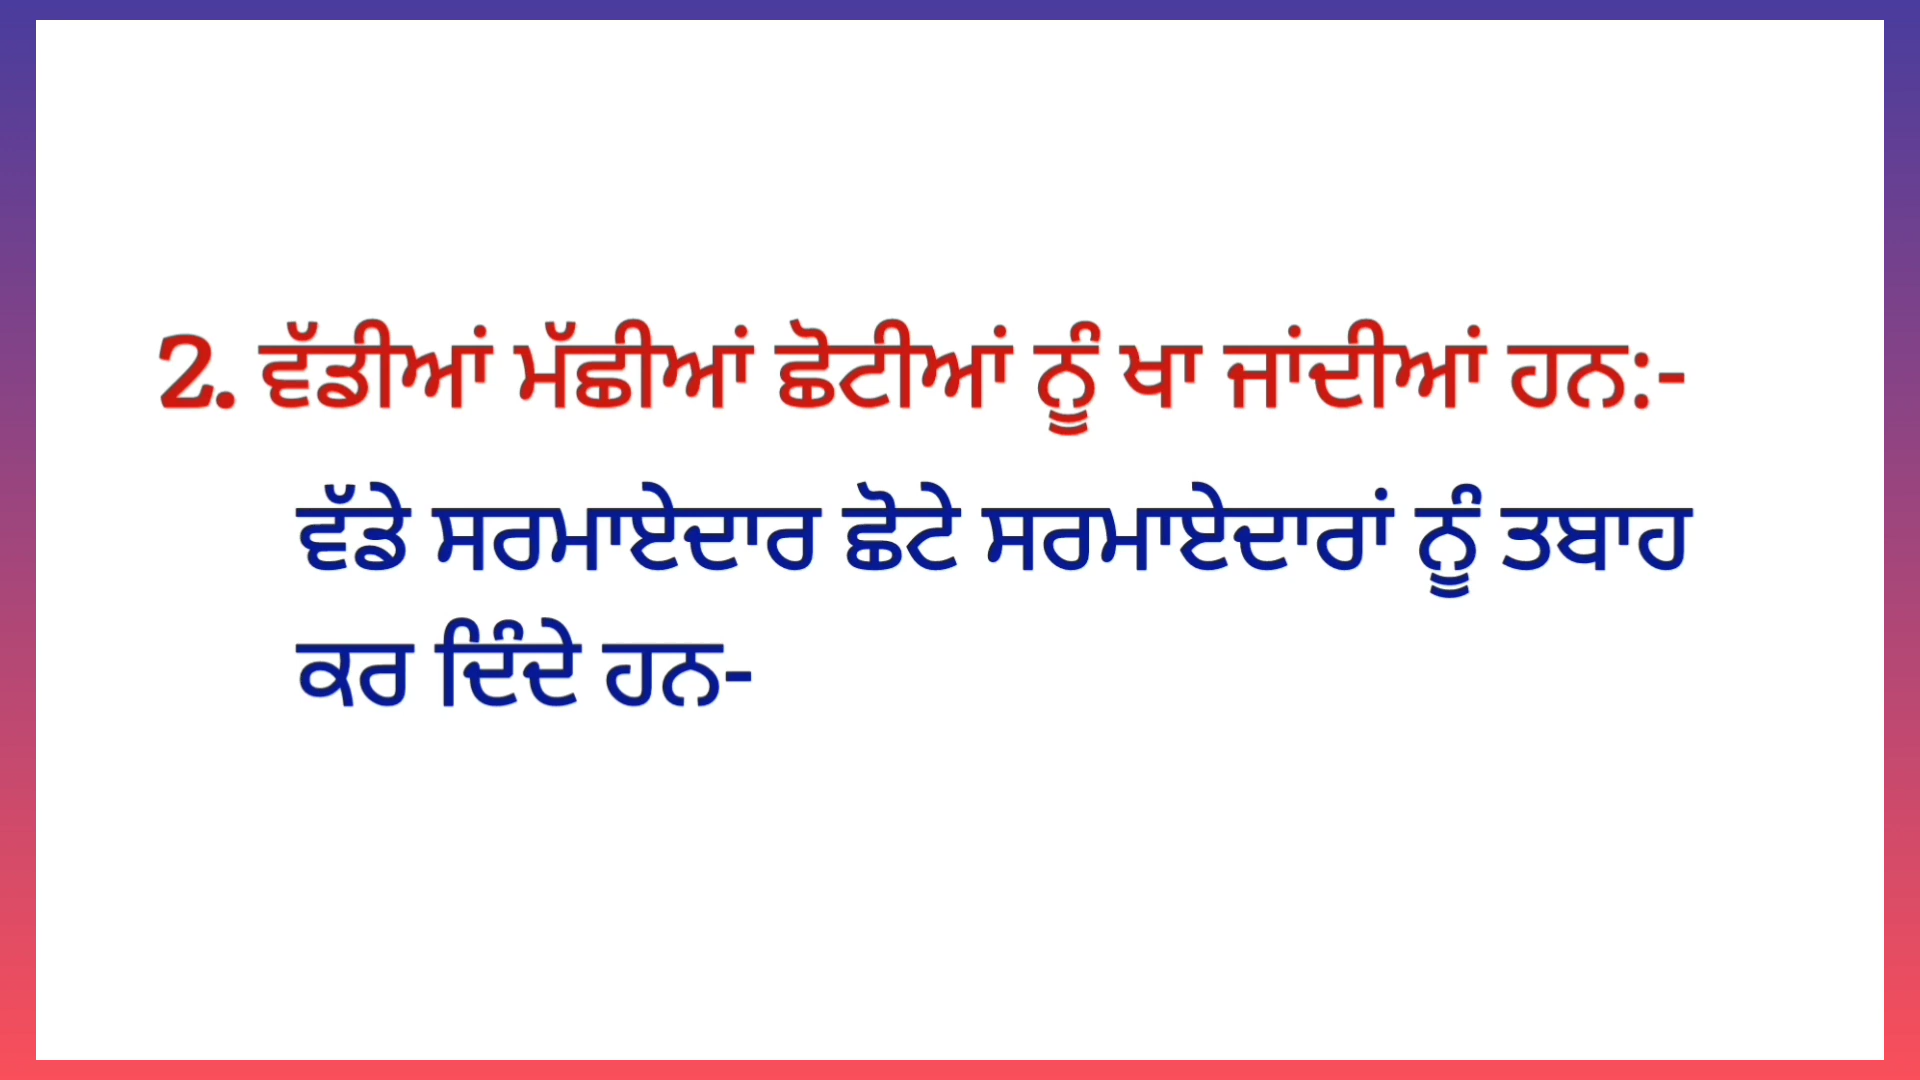 2. ਵੱਡੀਆਂ ਮੱਛੀਆਂ ਛੋਟੀਆਂ ਨੂੰ ਖਾ ਜਾਂਦੀਆਂ ਹਨ:-
ਵੱਡੇ ਸਰਮਾਏਦਾਰ ਛੋਟੇ ਸਰਮਾਏਦਾਰਾਂ ਨੂੰ ਤਬਾਹ
ਕਰ ਦਿੰਦੇ ਹਨ-